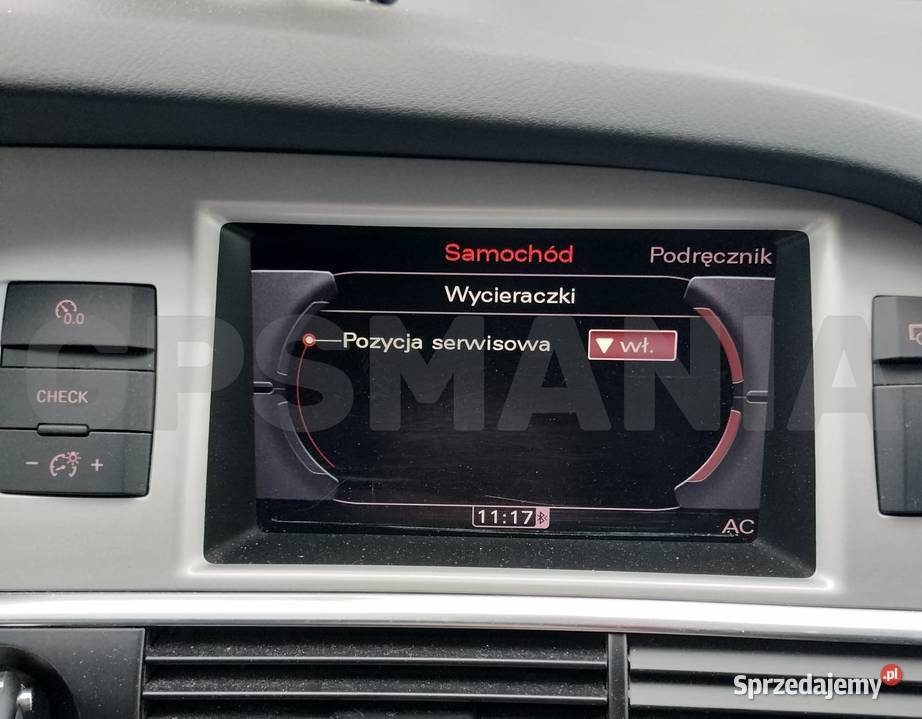 Samochód Podręcznik
Wycieraczki
Pozycja serwisowa ▼ wł.
0.0
CHECK
- +
11:17
AC
GPSMANIA
Sprzedajemy.pl